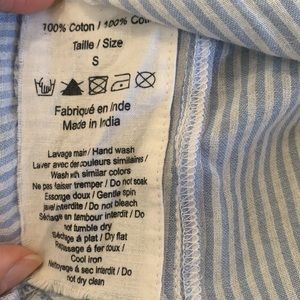 100% Coton / 100% Cott
Taille / Size
S
Fabriqué en Inde
Made in India
Lavage main / Hand wash
Laver avec des couleurs similaires /
Wash with similar colors
Ne pas laisser tremper / Do not soak
Essorge doux / Gentle spin
javel interdite / Do not bleach
Séchage en tambour interdit / Do not
tumble dry
Séchage à plat / Dry flat
Repassage à fer doux /
Cool iron
Nettoyage à sec interdit / Do not
dry clean